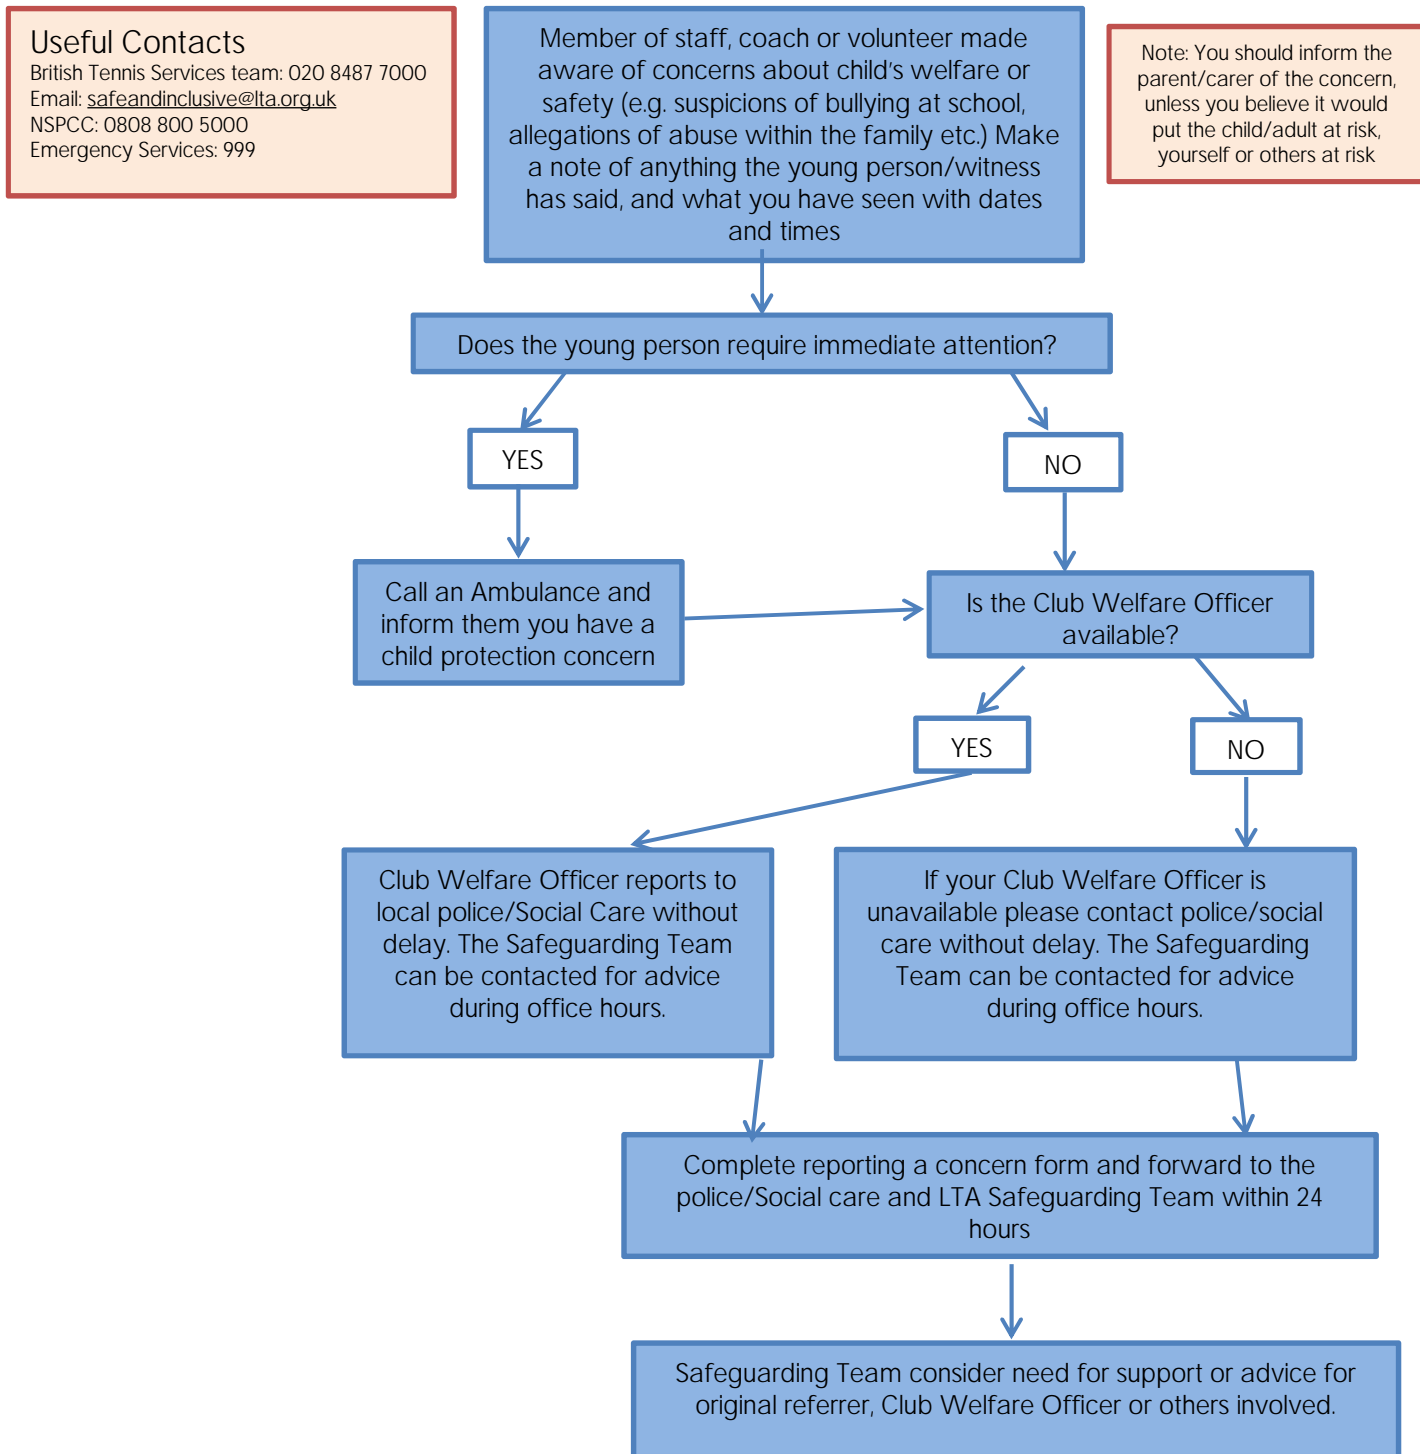 Useful Contacts
British Tennis Services team: 020 8487 7000
Email: safeandinclusive@lta.org.uk
NSPCC: 0808 800 5000
Emergency Services: 999
Member of staff, coach or volunteer made
aware of concerns about child's welfare or
safety (e.g. suspicions of bullying at school,
allegations of abuse within the family etc.) Make
a note of anything the young person/witness
has said, and what you have seen with dates
and times
Note: You should inform the
parent/carer of the concern,
unless you believe it would
put the child/adult at risk,
yourself or others at risk
Does the young person require immediate attention?
YES
NO
Call an Ambulance and
inform them you have a
child protection concern
Is the Club Welfare Officer
available?
YES
NO
Club Welfare Officer reports to
local police/Social Care without
delay. The Safeguarding Team
can be contacted for advice
during office hours.
If your Club Welfare Officer is
unavailable please contact police/social
care without delay. The Safeguarding
Team can be contacted for advice
during office hours.
Complete reporting a concern form and forward to the
police/Social care and LTA Safeguarding Team within 24
hours
Safeguarding Team consider need for support or advice for
original referrer, Club Welfare Officer or others involved.